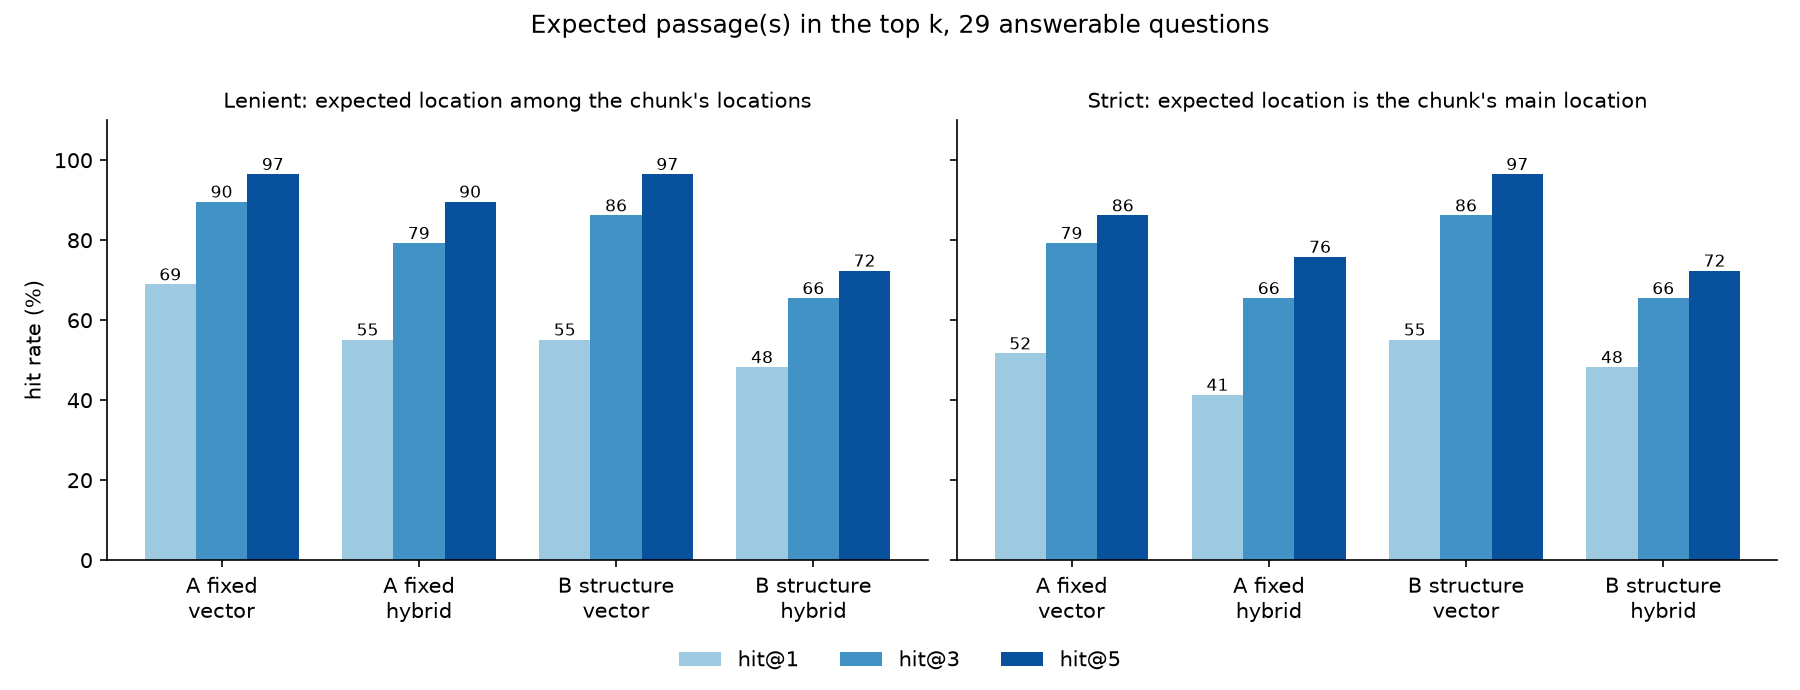 Expected passage(s) in the top k, 29 answerable questions
Lenient: expected location among the chunk's locations
hit rate (%)
100
80
60
40
20
0
69
90
97
55
79
90
55
86
97
48
66
72
A fixed
vector
A fixed
hybrid
B structure
vector
B structure
hybrid
Strict: expected location is the chunk's main location
52
79
86
41
66
76
55
86
97
48
66
72
A fixed
vector
A fixed
hybrid
B structure
vector
B structure
hybrid
hit@1
hit@3
hit@5